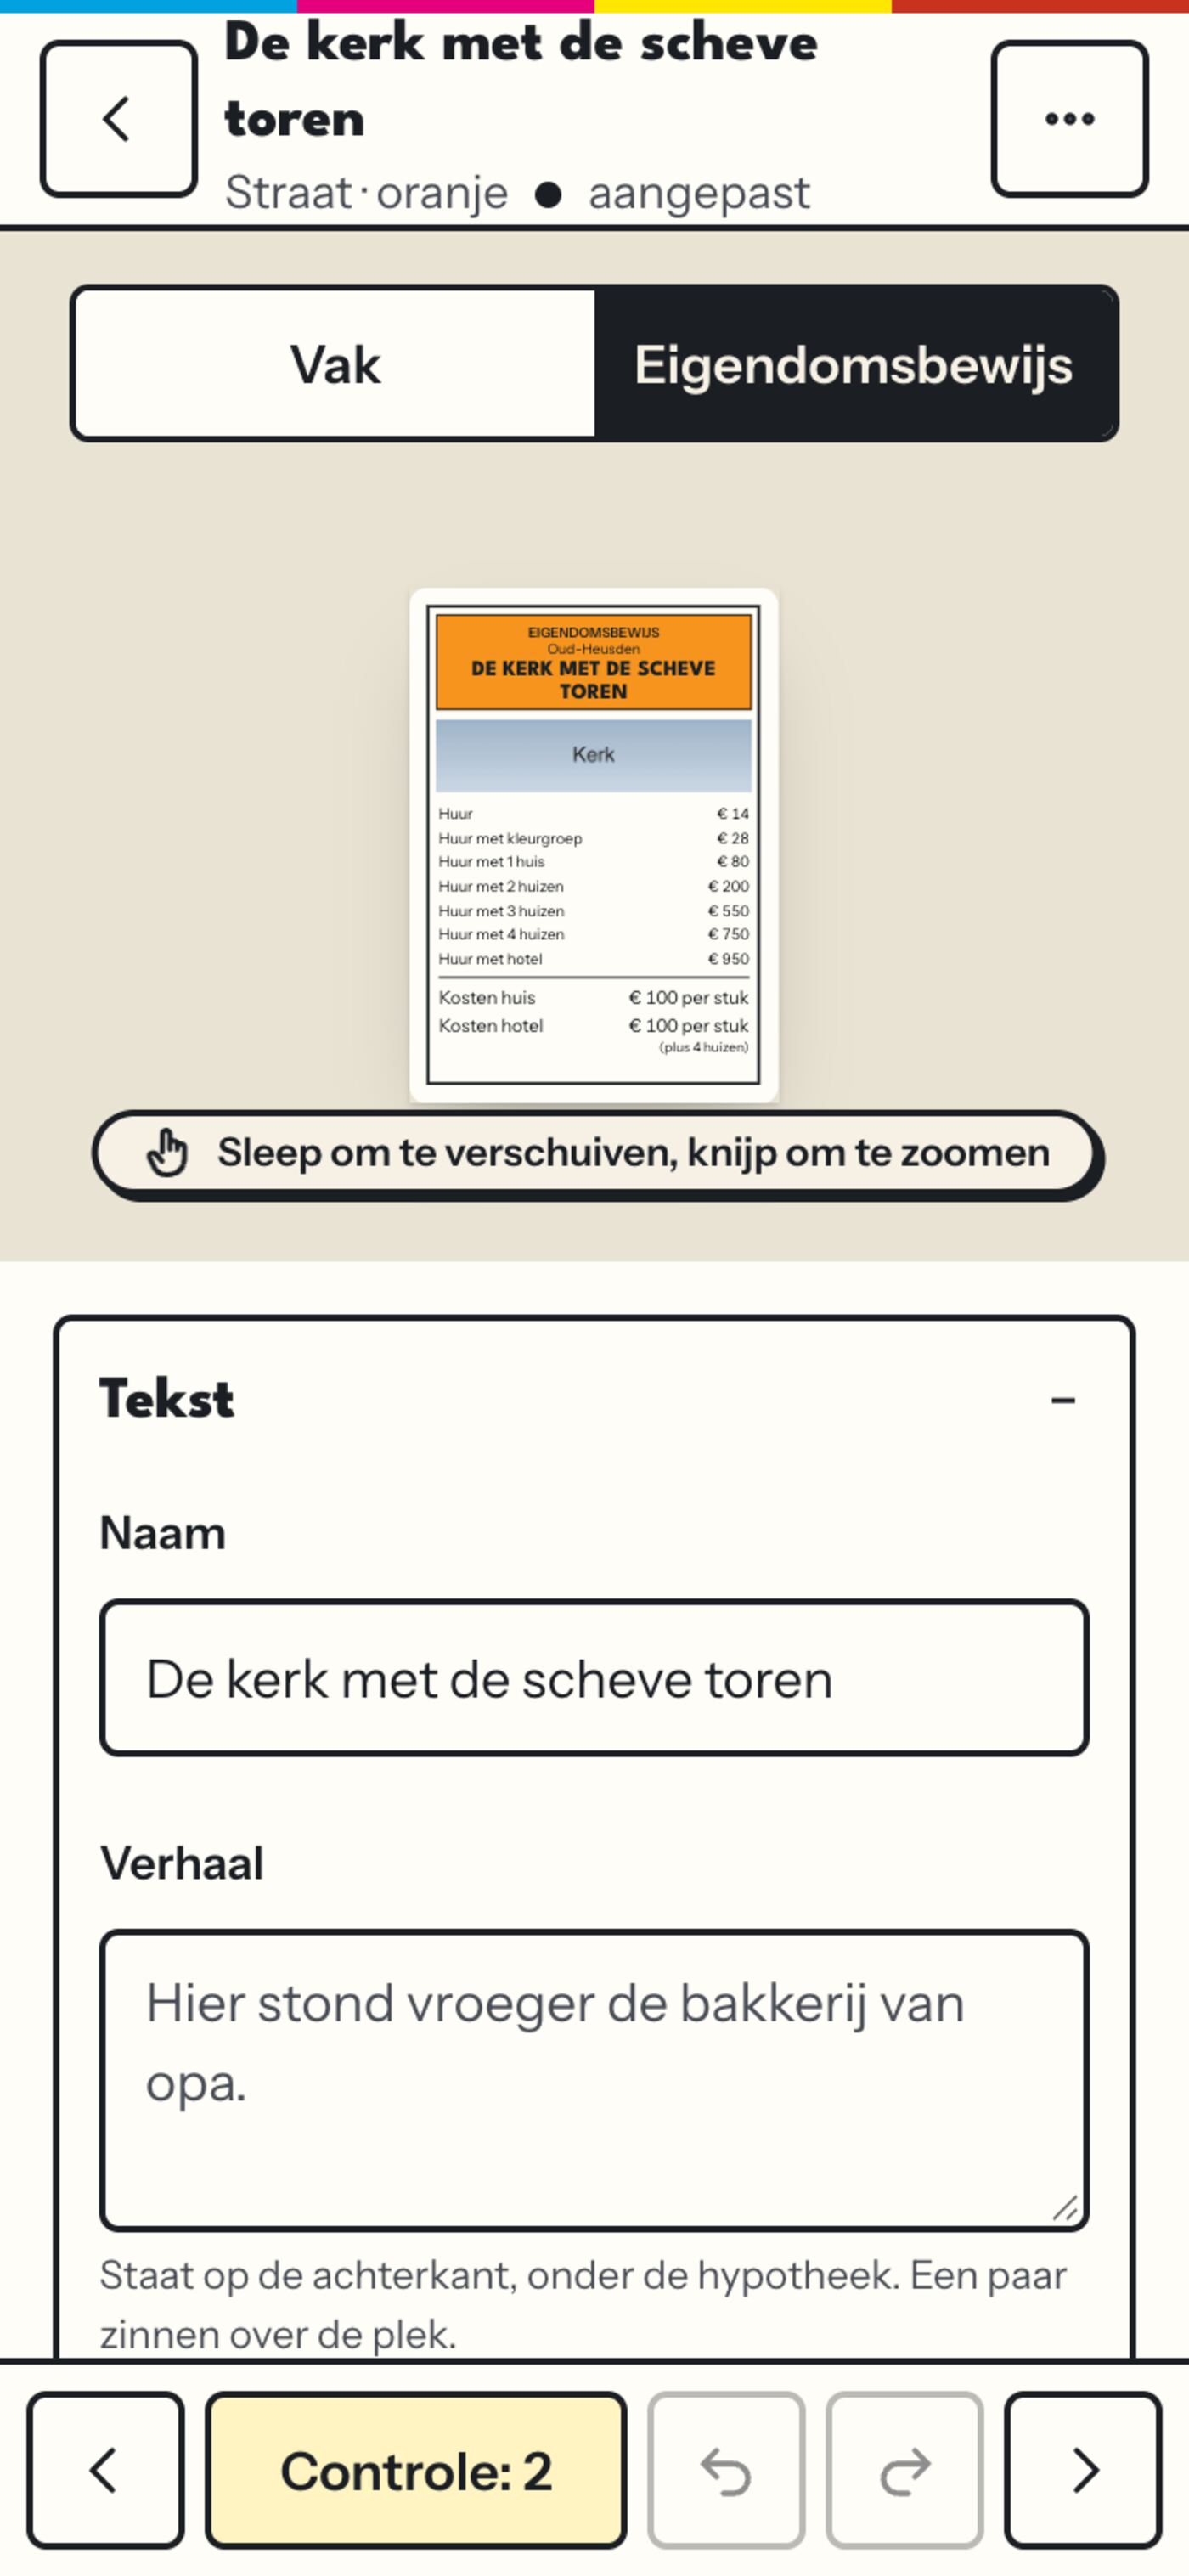 De kerk met de scheve
toren
Straat · oranje ● aangepast
Vak
Eigendomsbewijs
EIGENDOMSBEWIJS
Oud-Heusden
DE KERK MET DE SCHEVE
TOREN
Kerk
Huur € 14
Huur met kleurgroep € 28
Huur met 1 huis € 80
Huur met 2 huizen € 200
Huur met 3 huizen € 550
Huur met 4 huizen € 750
Huur met hotel € 950
Kosten huis € 100 per stuk
Kosten hotel € 100 per stuk
(plus 4 huizen)
Sleep om te verschuiven, knijp om te zoomen
Tekst
Naam
De kerk met de scheve toren
Verhaal
Hier stond vroeger de bakkerij van
opa.
Staat op de achterkant, onder de hypotheek. Een paar
zinnen over de plek.
Controle: 2